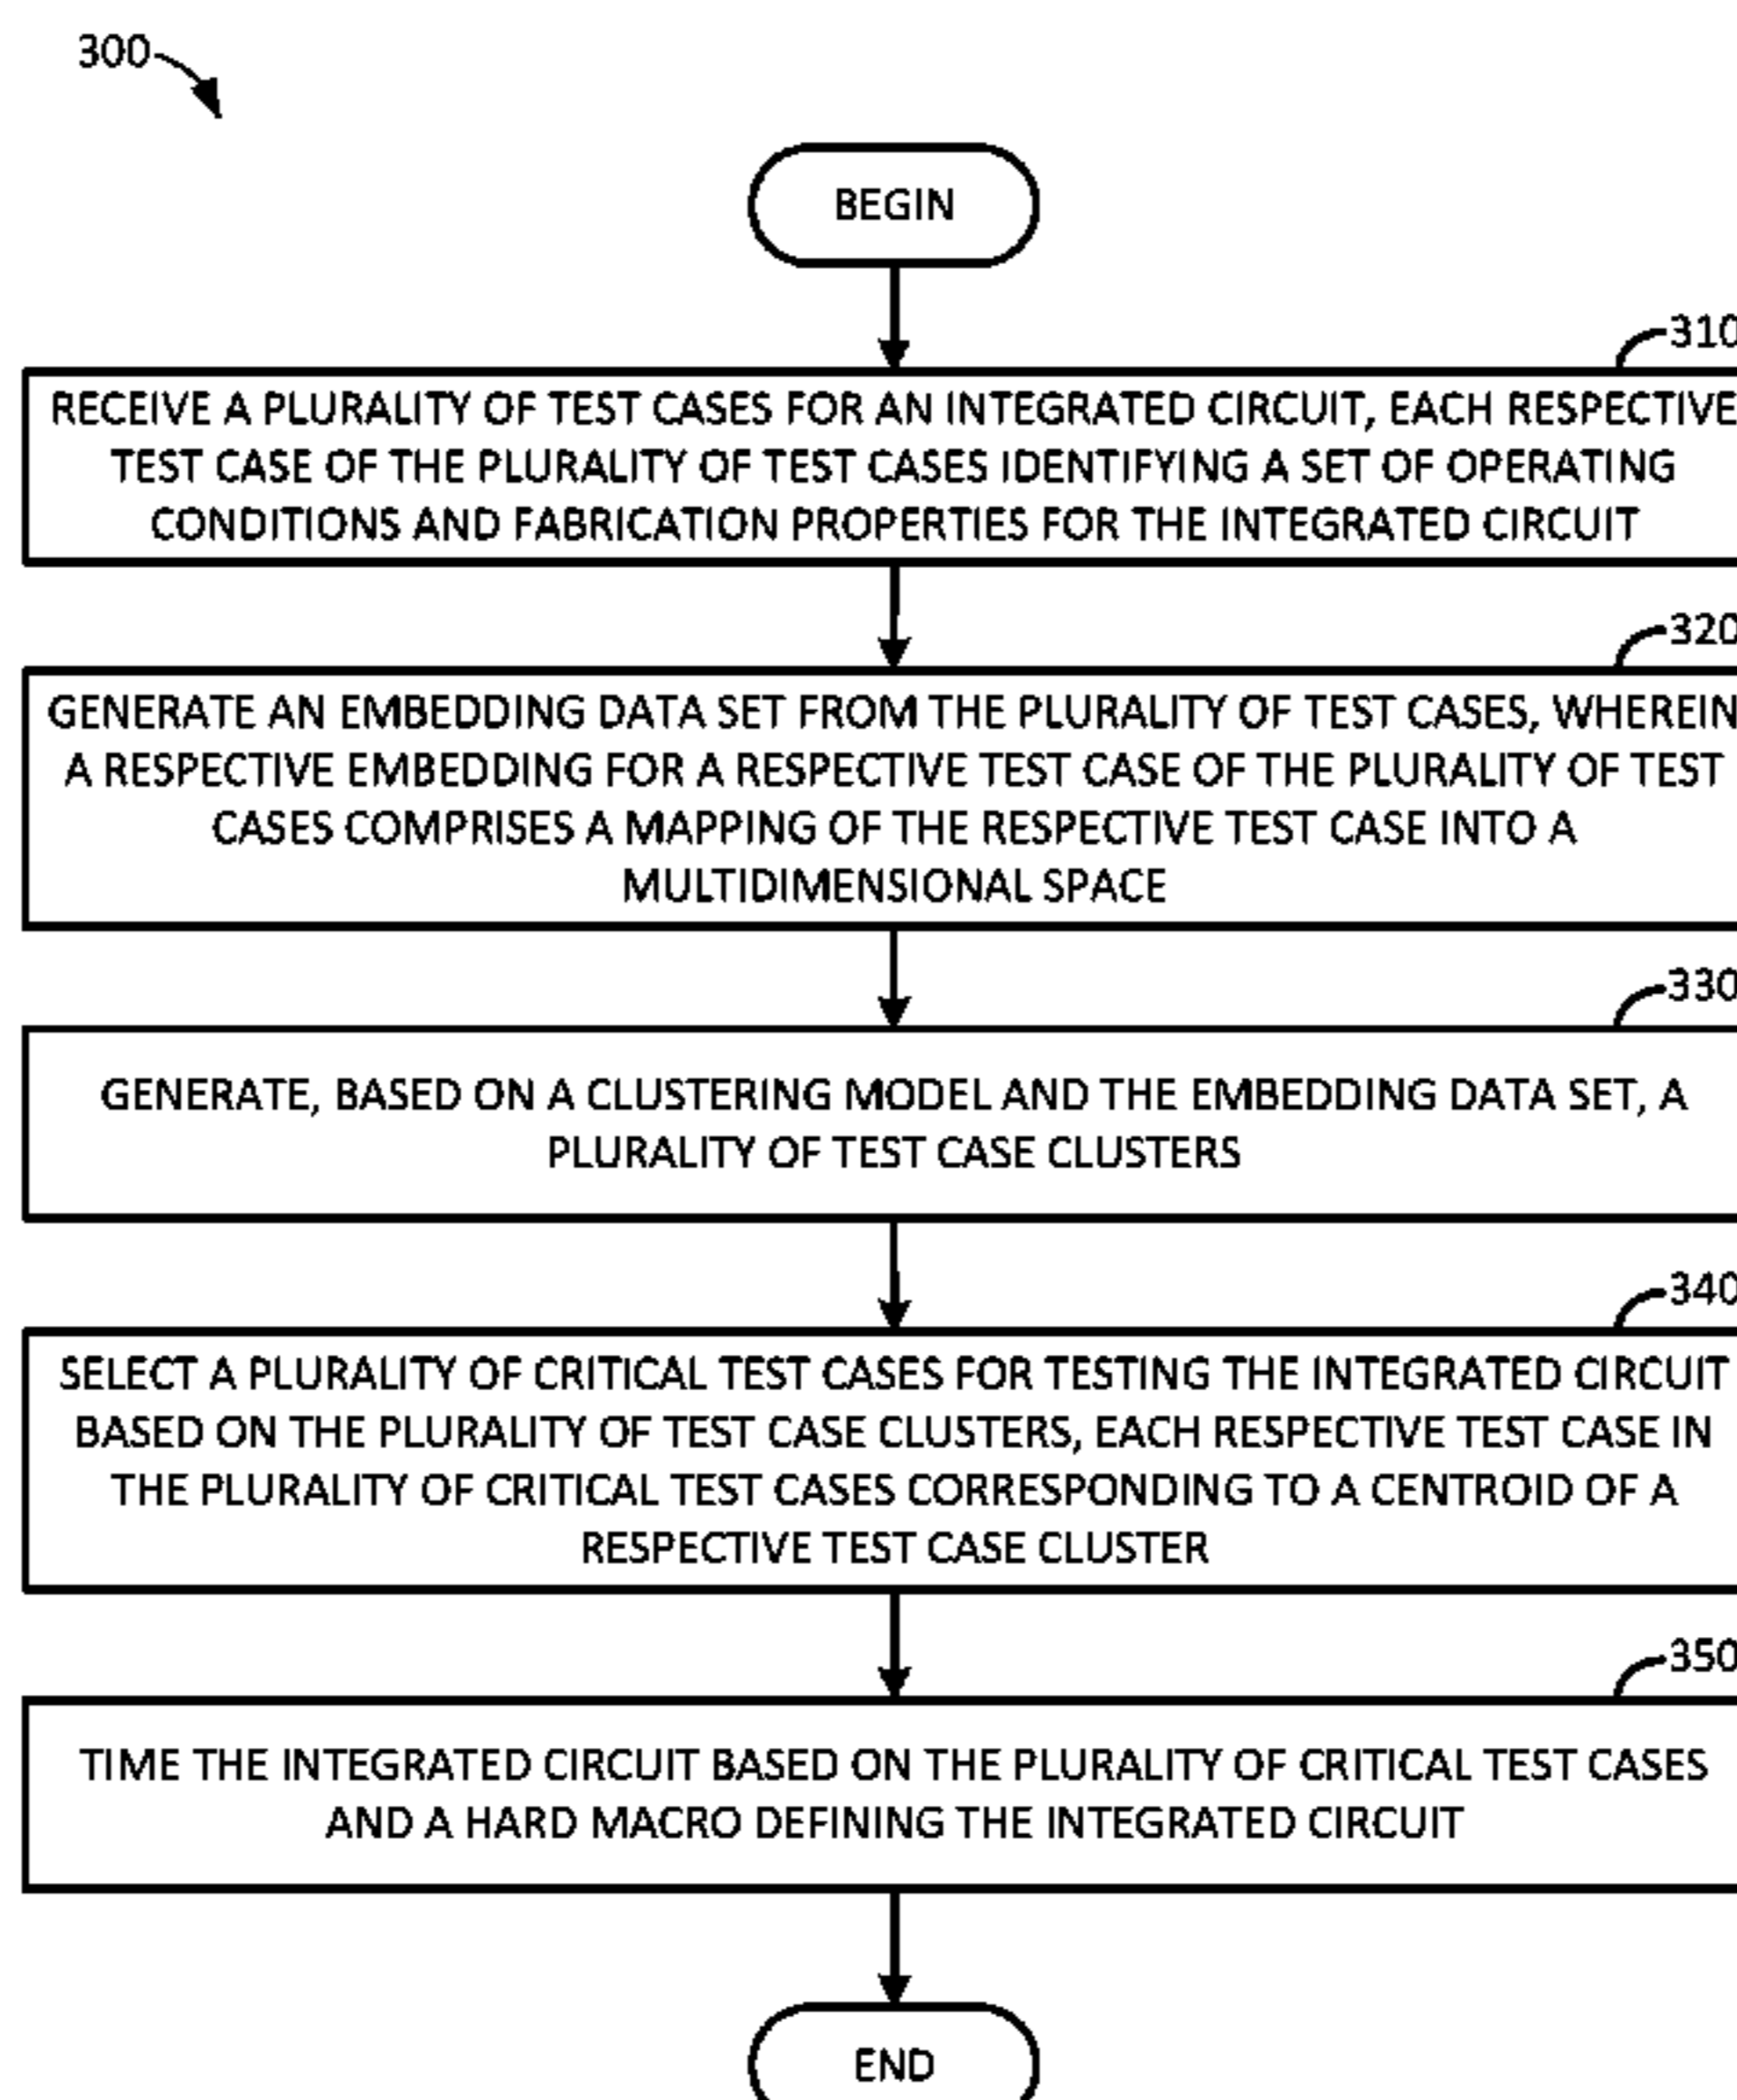 300
BEGIN
310
RECEIVE A PLURALITY OF TEST CASES FOR AN INTEGRATED CIRCUIT, EACH RESPECTIVE
TEST CASE OF THE PLURALITY OF TEST CASES IDENTIFYING A SET OF OPERATING
CONDITIONS AND FABRICATION PROPERTIES FOR THE INTEGRATED CIRCUIT
320
GENERATE AN EMBEDDING DATA SET FROM THE PLURALITY OF TEST CASES, WHEREIN
A RESPECTIVE EMBEDDING FOR A RESPECTIVE TEST CASE OF THE PLURALITY OF TEST
CASES COMPRISES A MAPPING OF THE RESPECTIVE TEST CASE INTO A
MULTIDIMENSIONAL SPACE
330
GENERATE, BASED ON A CLUSTERING MODEL AND THE EMBEDDING DATA SET, A
PLURALITY OF TEST CASE CLUSTERS
340
SELECT A PLURALITY OF CRITICAL TEST CASES FOR TESTING THE INTEGRATED CIRCUIT
BASED ON THE PLURALITY OF TEST CASE CLUSTERS, EACH RESPECTIVE TEST CASE IN
THE PLURALITY OF CRITICAL TEST CASES CORRESPONDING TO A CENTROID OF A
RESPECTIVE TEST CASE CLUSTER
350
TIME THE INTEGRATED CIRCUIT BASED ON THE PLURALITY OF CRITICAL TEST CASES
AND A HARD MACRO DEFINING THE INTEGRATED CIRCUIT
END